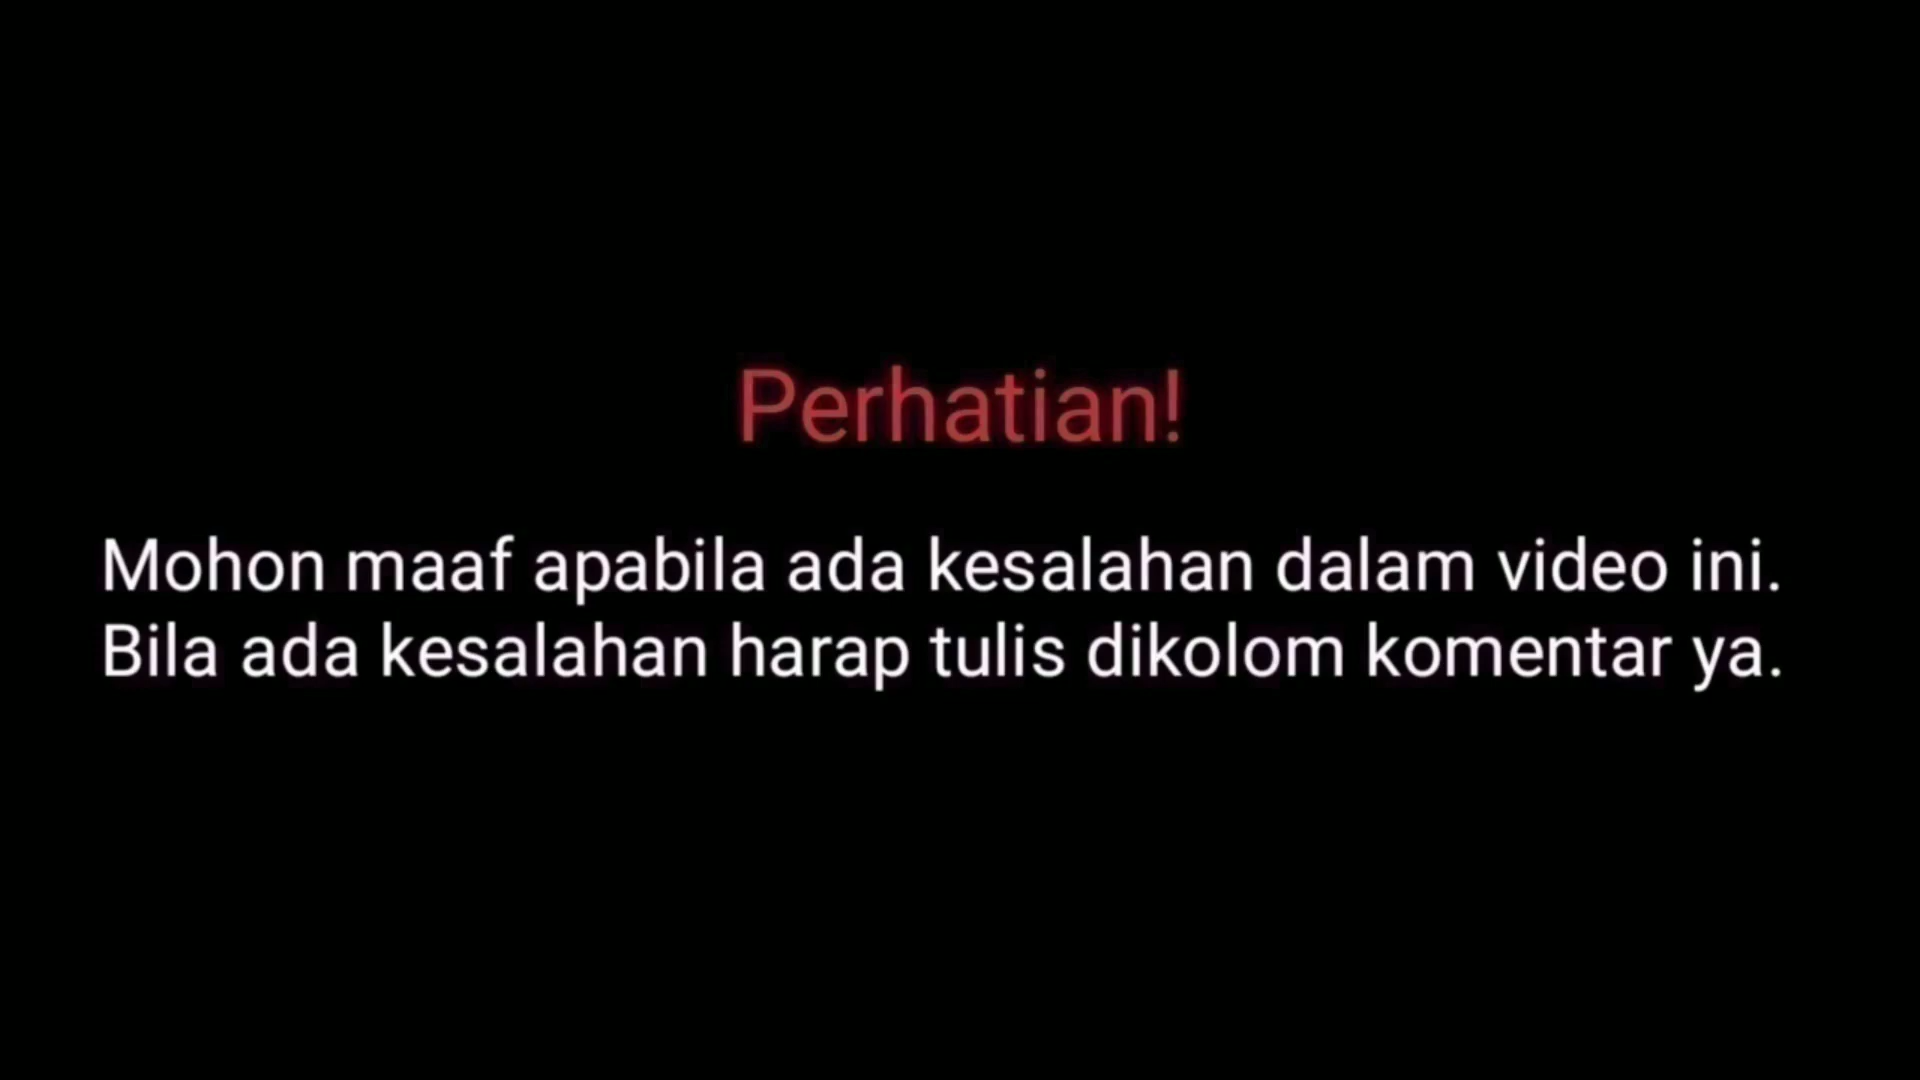 Perhatian!
Mohon maaf apabila ada kesalahan dalam video ini.
Bila ada kesalahan harap tulis dikolom komentar ya.